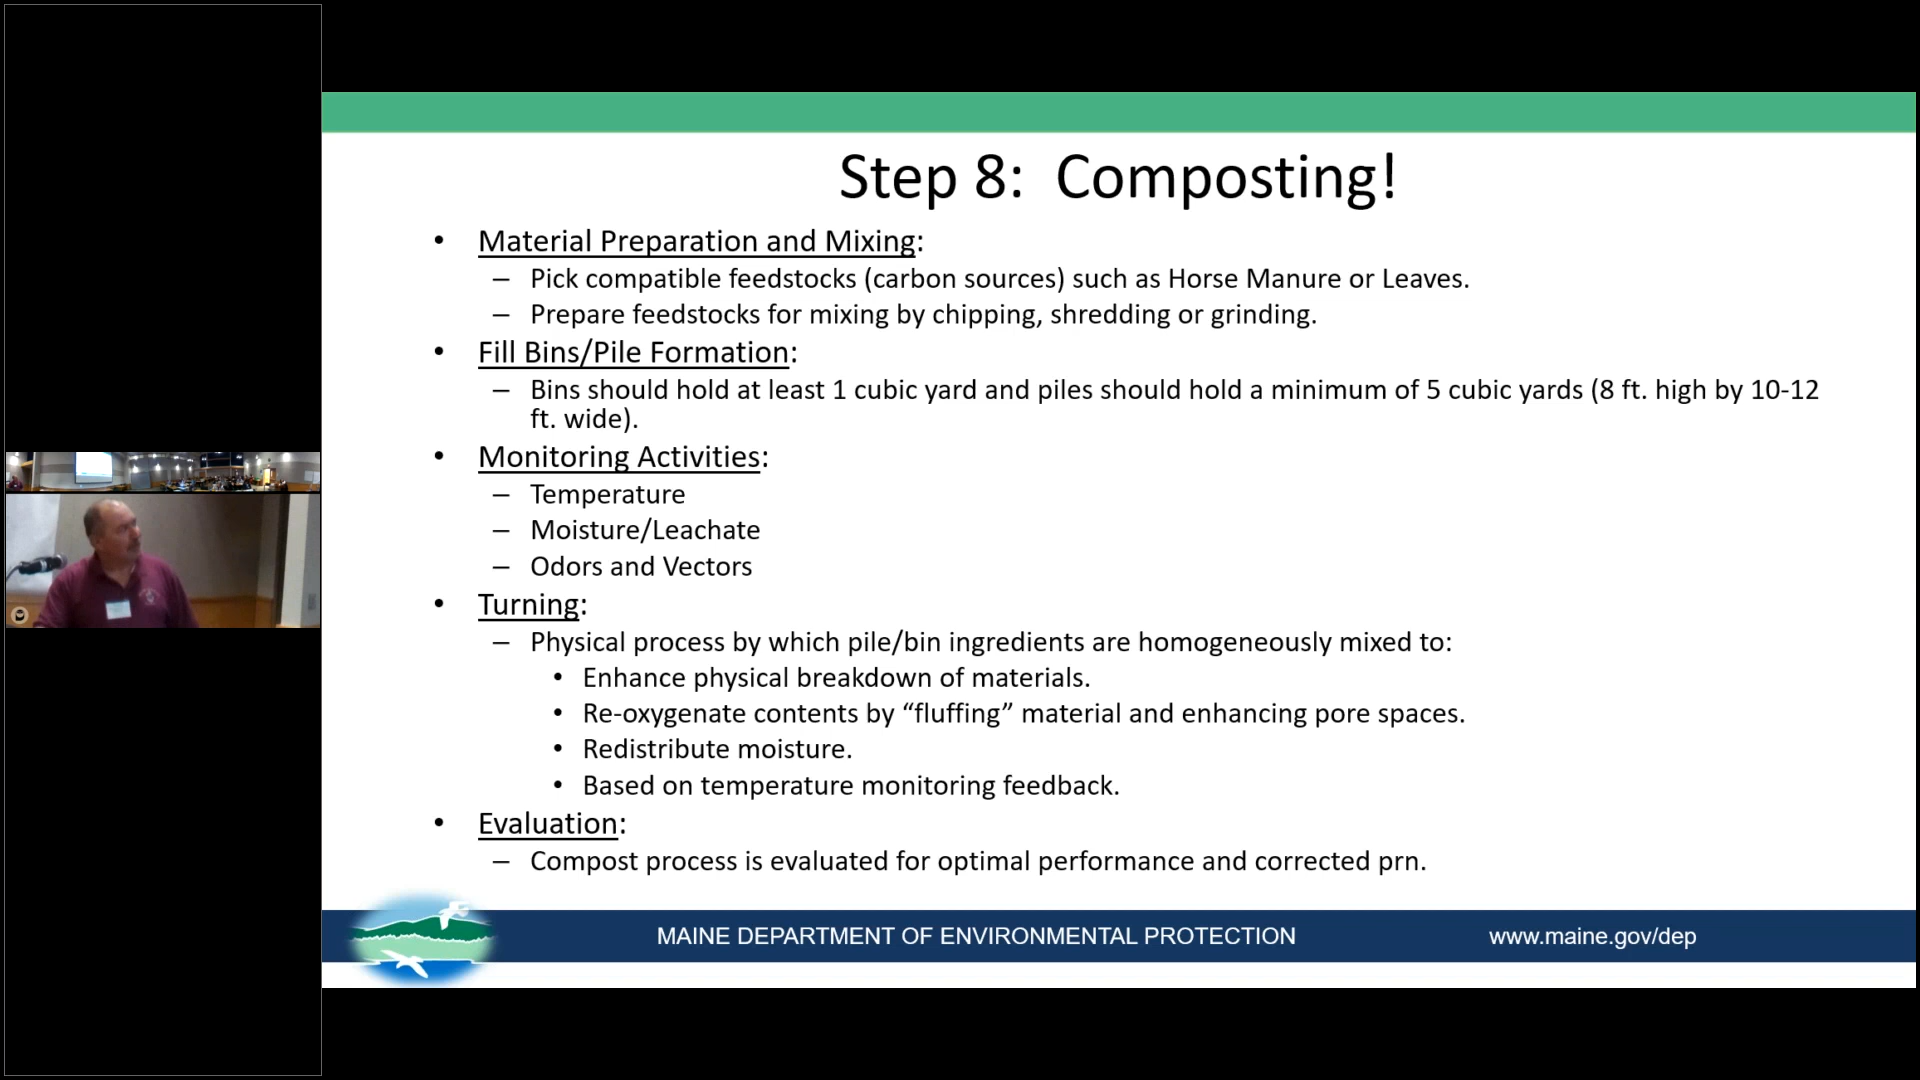 Step 8:  Composting!
• Material Preparation and Mixing:
– Pick compatible feedstocks (carbon sources) such as Horse Manure or Leaves.
– Prepare feedstocks for mixing by chipping, shredding or grinding.
• Fill Bins/Pile Formation:
– Bins should hold at least 1 cubic yard and piles should hold a minimum of 5 cubic yards (8 ft. high by 10-12
ft. wide).
• Monitoring Activities:
– Temperature
– Moisture/Leachate
– Odors and Vectors
• Turning:
– Physical process by which pile/bin ingredients are homogeneously mixed to:
• Enhance physical breakdown of materials.
• Re-oxygenate contents by “fluffing” material and enhancing pore spaces.
• Redistribute moisture.
• Based on temperature monitoring feedback.
• Evaluation:
– Compost process is evaluated for optimal performance and corrected prn.
MAINE DEPARTMENT OF ENVIRONMENTAL PROTECTION
www.maine.gov/dep